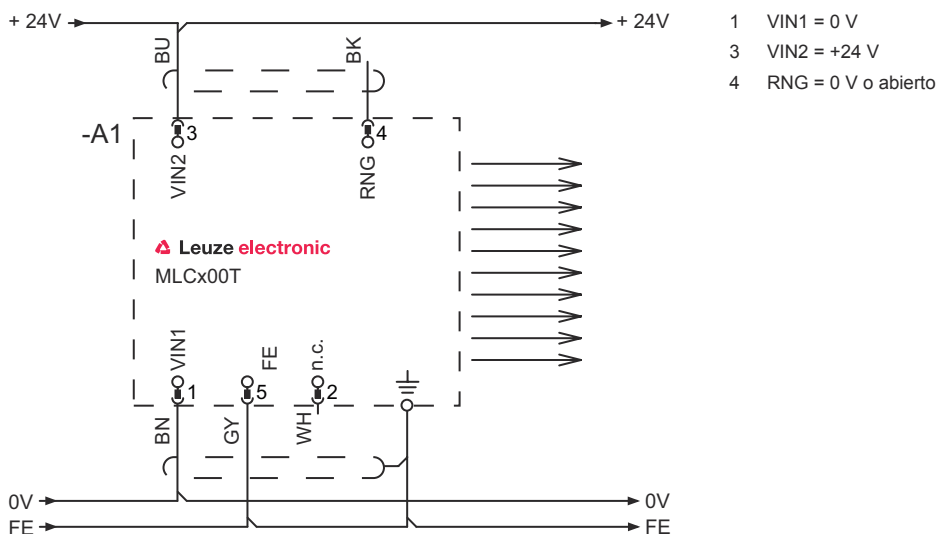 + 24V
+ 24V
1 VIN1 = 0 V
3 VIN2 = +24 V
4 RNG = 0 V o abierto
BU
BK
-A1
3
4
VIN2
RNG
Leuze electronic
MLCx00T
VIN1
FE
n.c.
1
5
2
BN
GY
WH
0V
0V
FE
FE